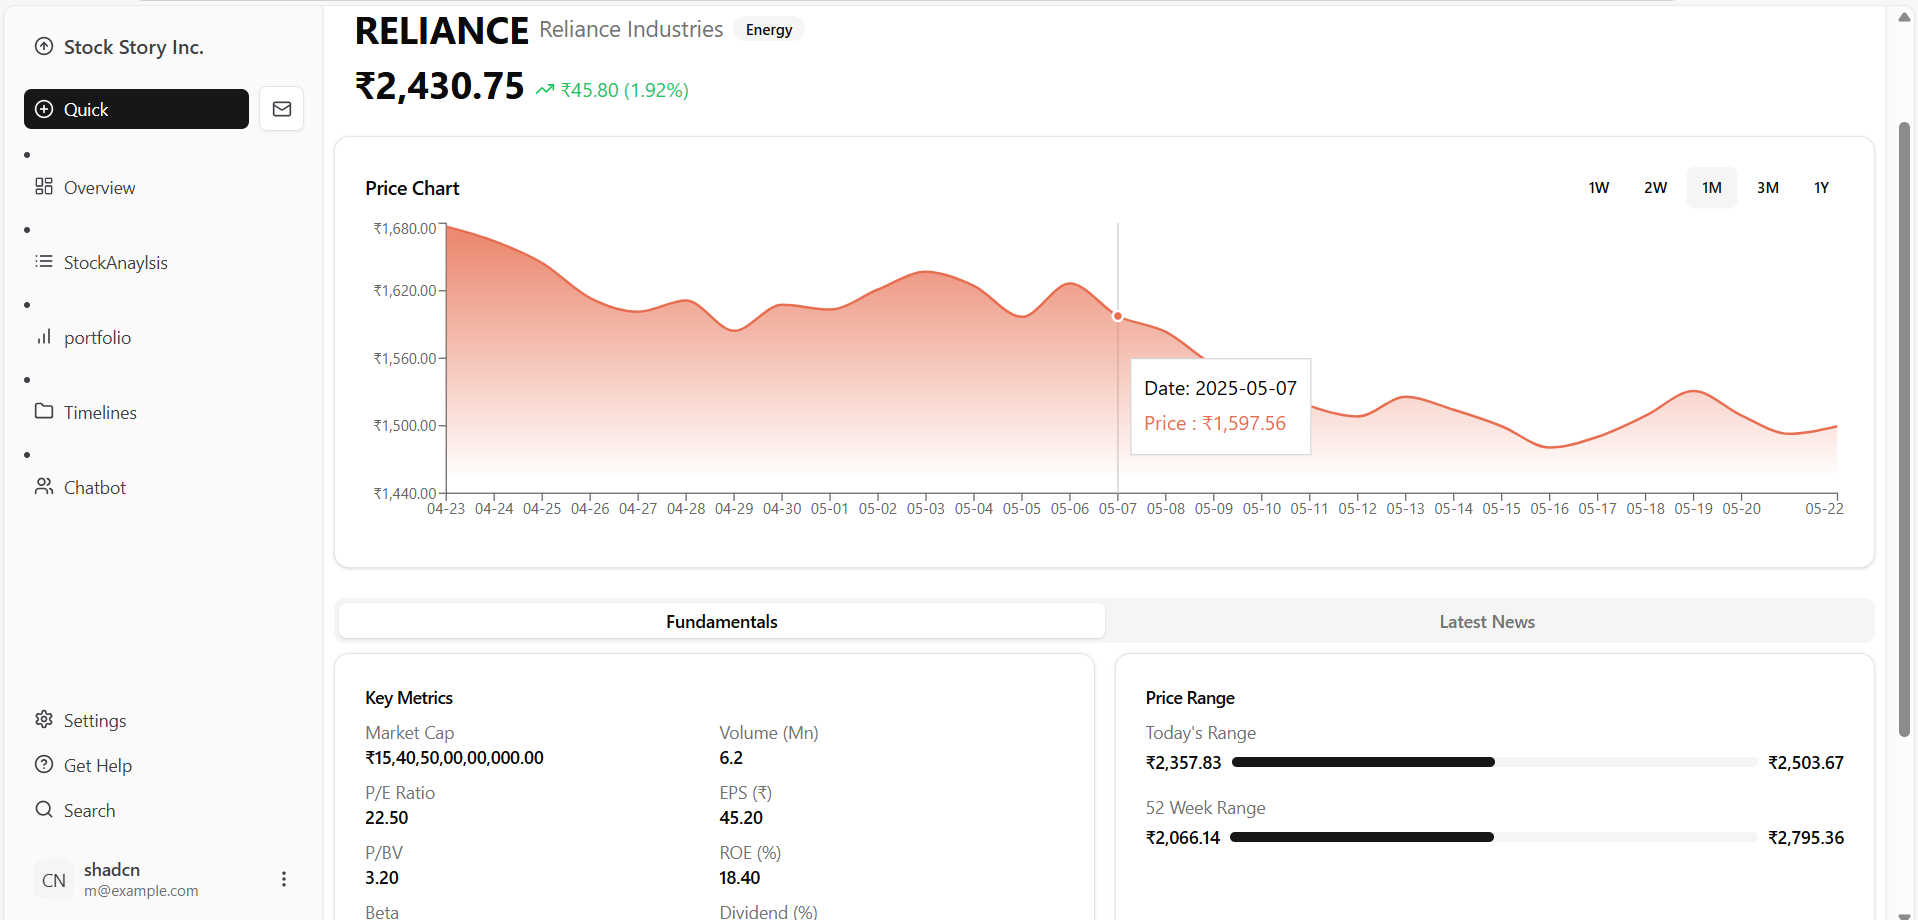 Stock Story Inc.
Quick
Overview
StockAnaylsis
portfolio
Timelines
Chatbot
Settings
Get Help
Search
CN
shadcn
m@example.com
RELIANCE Reliance Industries Energy
₹2,430.75 ₹45.80 (1.92%)
Price Chart
1W 2W 1M 3M 1Y
₹1,680.00
₹1,620.00
₹1,560.00
₹1,500.00
₹1,440.00
Date: 2025-05-07
Price : ₹1,597.56
04-23 04-24 04-25 04-26 04-27 04-28 04-29 04-30 05-01 05-02 05-03 05-04 05-05 05-06 05-07 05-08 05-09 05-10 05-11 05-12 05-13 05-14 05-15 05-16 05-17 05-18 05-19 05-20 05-22
Fundamentals Latest News
Key Metrics
Market Cap Volume (Mn)
₹15,40,50,00,00,000.00 6.2
P/E Ratio EPS (₹)
22.50 45.20
P/BV ROE (%)
3.20 18.40
Beta Dividend (%)
Price Range
Today's Range
₹2,357.83 ₹2,503.67
52 Week Range
₹2,066.14 ₹2,795.36